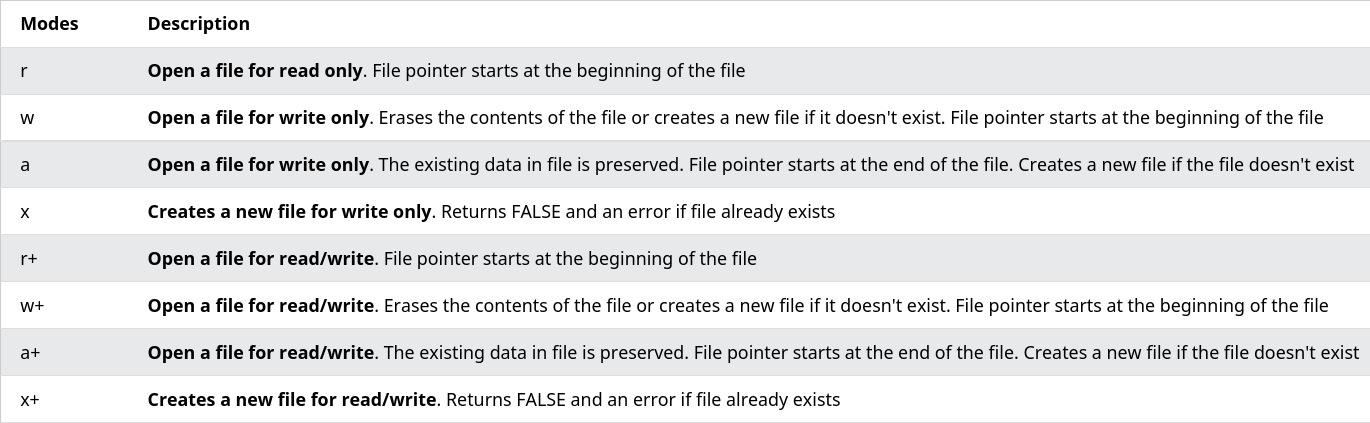 Modes Description
r Open a file for read only. File pointer starts at the beginning of the file
w Open a file for write only. Erases the contents of the file or creates a new file if it doesn't exist. File pointer starts at the beginning of the file
a Open a file for write only. The existing data in file is preserved. File pointer starts at the end of the file. Creates a new file if the file doesn't exist
x Creates a new file for write only. Returns FALSE and an error if file already exists
r+ Open a file for read/write. File pointer starts at the beginning of the file
w+ Open a file for read/write. Erases the contents of the file or creates a new file if it doesn't exist. File pointer starts at the beginning of the file
a+ Open a file for read/write. The existing data in file is preserved. File pointer starts at the end of the file. Creates a new file if the file doesn't exist
x+ Creates a new file for read/write. Returns FALSE and an error if file already exists